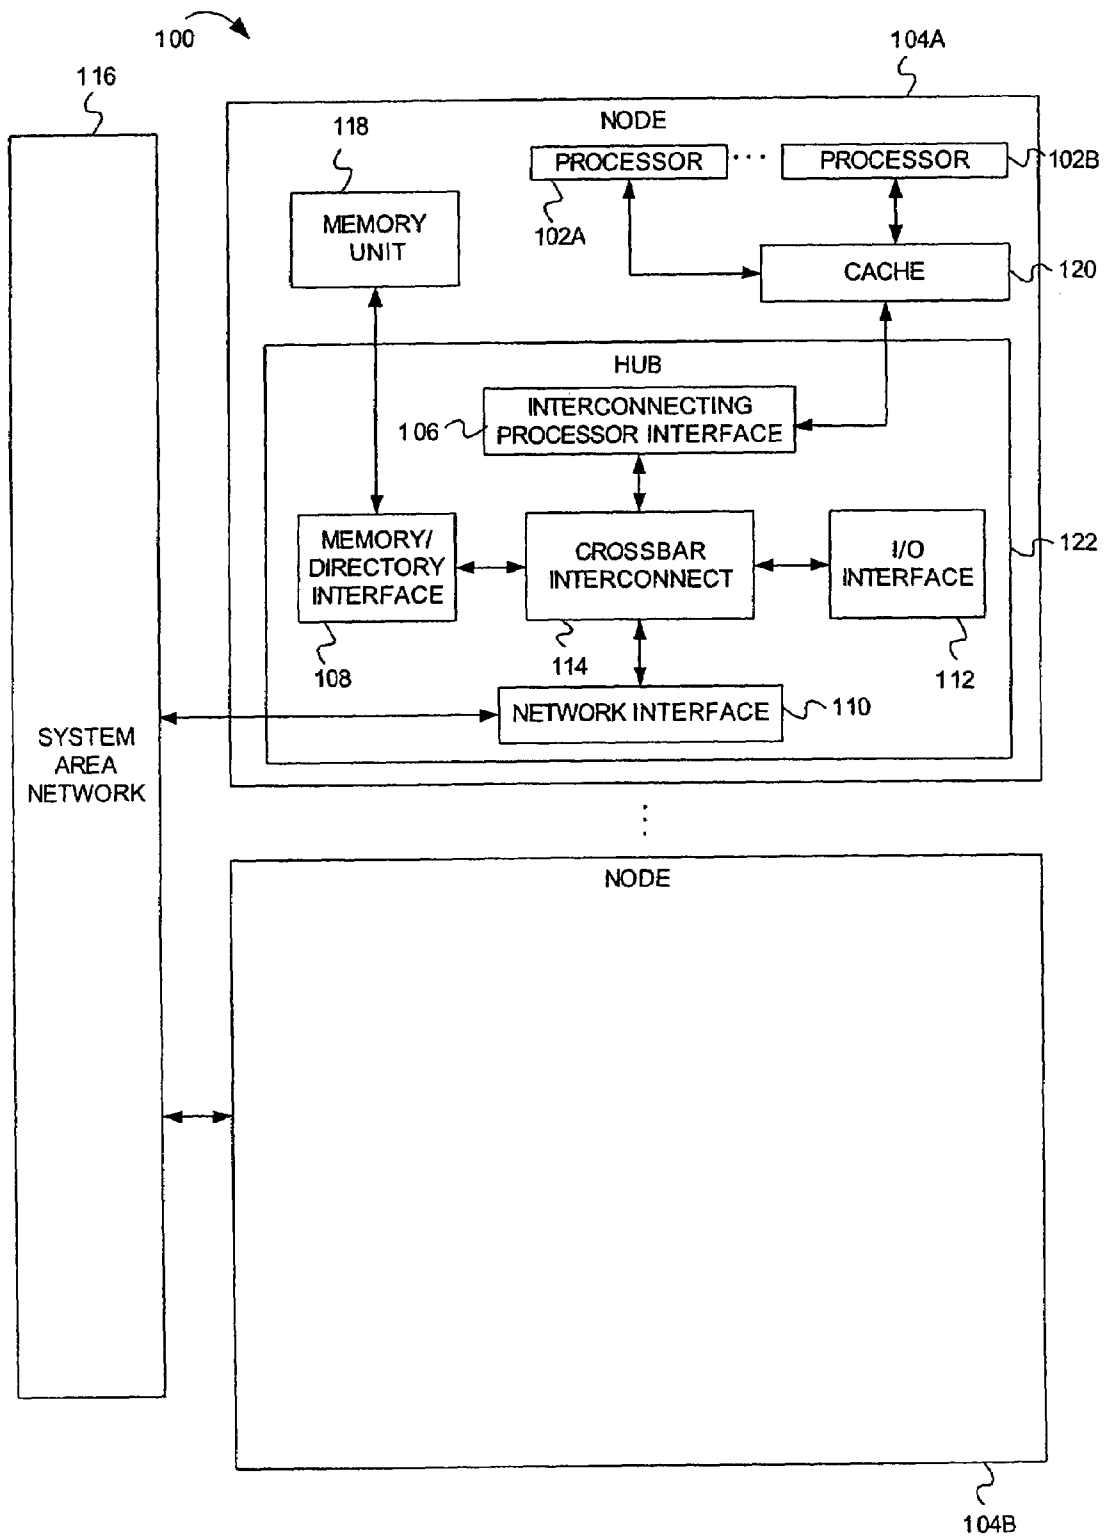 100
104A
116
NODE
118
PROCESSOR
...
PROCESSOR
102B
MEMORY
UNIT
102A
CACHE
120
HUB
INTERCONNECTING
PROCESSOR INTERFACE
106
MEMORY/
DIRECTORY
INTERFACE
CROSSBAR
INTERCONNECT
I/O
INTERFACE
122
108
114
112
NETWORK INTERFACE
110
SYSTEM
AREA
NETWORK
NODE
104B